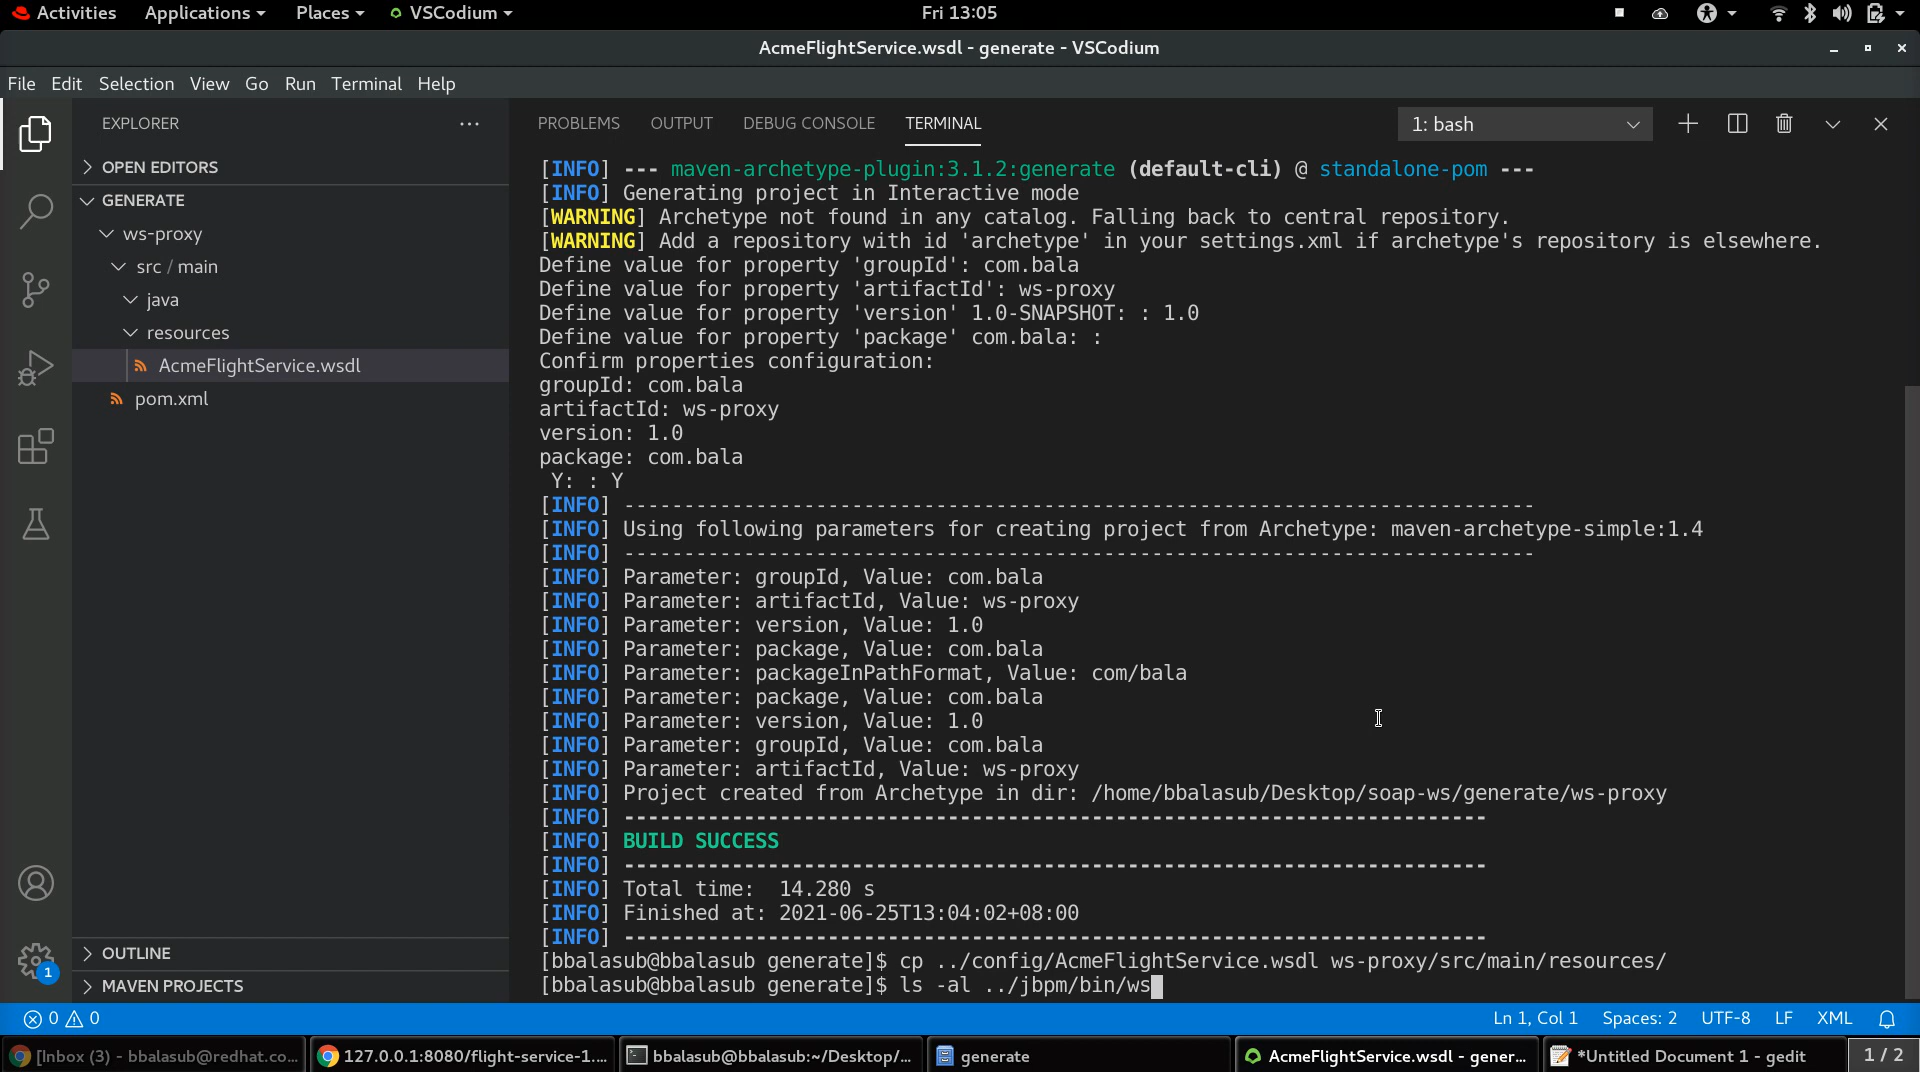 Activities Applications Places VSCodium Fri 13:05
AcmeFlightService.wsdl - generate - VSCodium
File Edit Selection View Go Run Terminal Help
EXPLORER ···
OPEN EDITORS
GENERATE
ws-proxy
src / main
java
resources
AcmeFlightService.wsdl
pom.xml
OUTLINE
MAVEN PROJECTS
1
PROBLEMS OUTPUT DEBUG CONSOLE TERMINAL 1: bash
[INFO] --- maven-archetype-plugin:3.1.2:generate (default-cli) @ standalone-pom ---
[INFO] Generating project in Interactive mode
[WARNING] Archetype not found in any catalog. Falling back to central repository.
[WARNING] Add a repository with id 'archetype' in your settings.xml if archetype's repository is elsewhere.
Define value for property 'groupId': com.bala
Define value for property 'artifactId': ws-proxy
Define value for property 'version' 1.0-SNAPSHOT: : 1.0
Define value for property 'package' com.bala: :
Confirm properties configuration:
groupId: com.bala
artifactId: ws-proxy
version: 1.0
package: com.bala
 Y: : Y
[INFO] ----------------------------------------------------------------------------
[INFO] Using following parameters for creating project from Archetype: maven-archetype-simple:1.4
[INFO] ----------------------------------------------------------------------------
[INFO] Parameter: groupId, Value: com.bala
[INFO] Parameter: artifactId, Value: ws-proxy
[INFO] Parameter: version, Value: 1.0
[INFO] Parameter: package, Value: com.bala
[INFO] Parameter: packageInPathFormat, Value: com/bala
[INFO] Parameter: package, Value: com.bala
[INFO] Parameter: version, Value: 1.0
[INFO] Parameter: groupId, Value: com.bala
[INFO] Parameter: artifactId, Value: ws-proxy
[INFO] Project created from Archetype in dir: /home/bbalasub/Desktop/soap-ws/generate/ws-proxy
[INFO] ------------------------------------------------------------------------
[INFO] BUILD SUCCESS
[INFO] ------------------------------------------------------------------------
[INFO] Total time:  14.280 s
[INFO] Finished at: 2021-06-25T13:04:02+08:00
[INFO] ------------------------------------------------------------------------
[bbalasub@bbalasub generate]$ cp ../config/AcmeFlightService.wsdl ws-proxy/src/main/resources/
[bbalasub@bbalasub generate]$ ls -al ../jbpm/bin/ws
0 0 Ln 1, Col 1 Spaces: 2 UTF-8 LF XML
[Inbox (3) - bbalasub@redhat.co... 127.0.0.1:8080/flight-service-1.... bbalasub@bbalasub:~/Desktop/... generate AcmeFlightService.wsdl - gener... *Untitled Document 1 - gedit 1 / 2